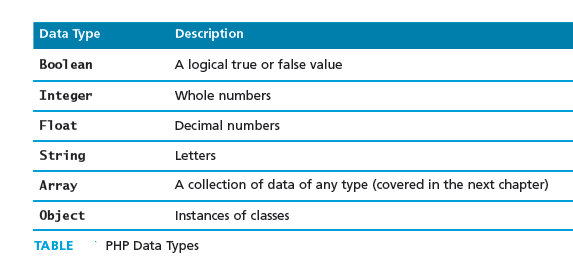 Data Type Description
Boolean A logical true or false value
Integer Whole numbers
Float Decimal numbers
String Letters
Array A collection of data of any type (covered in the next chapter)
Object Instances of classes
TABLE PHP Data Types